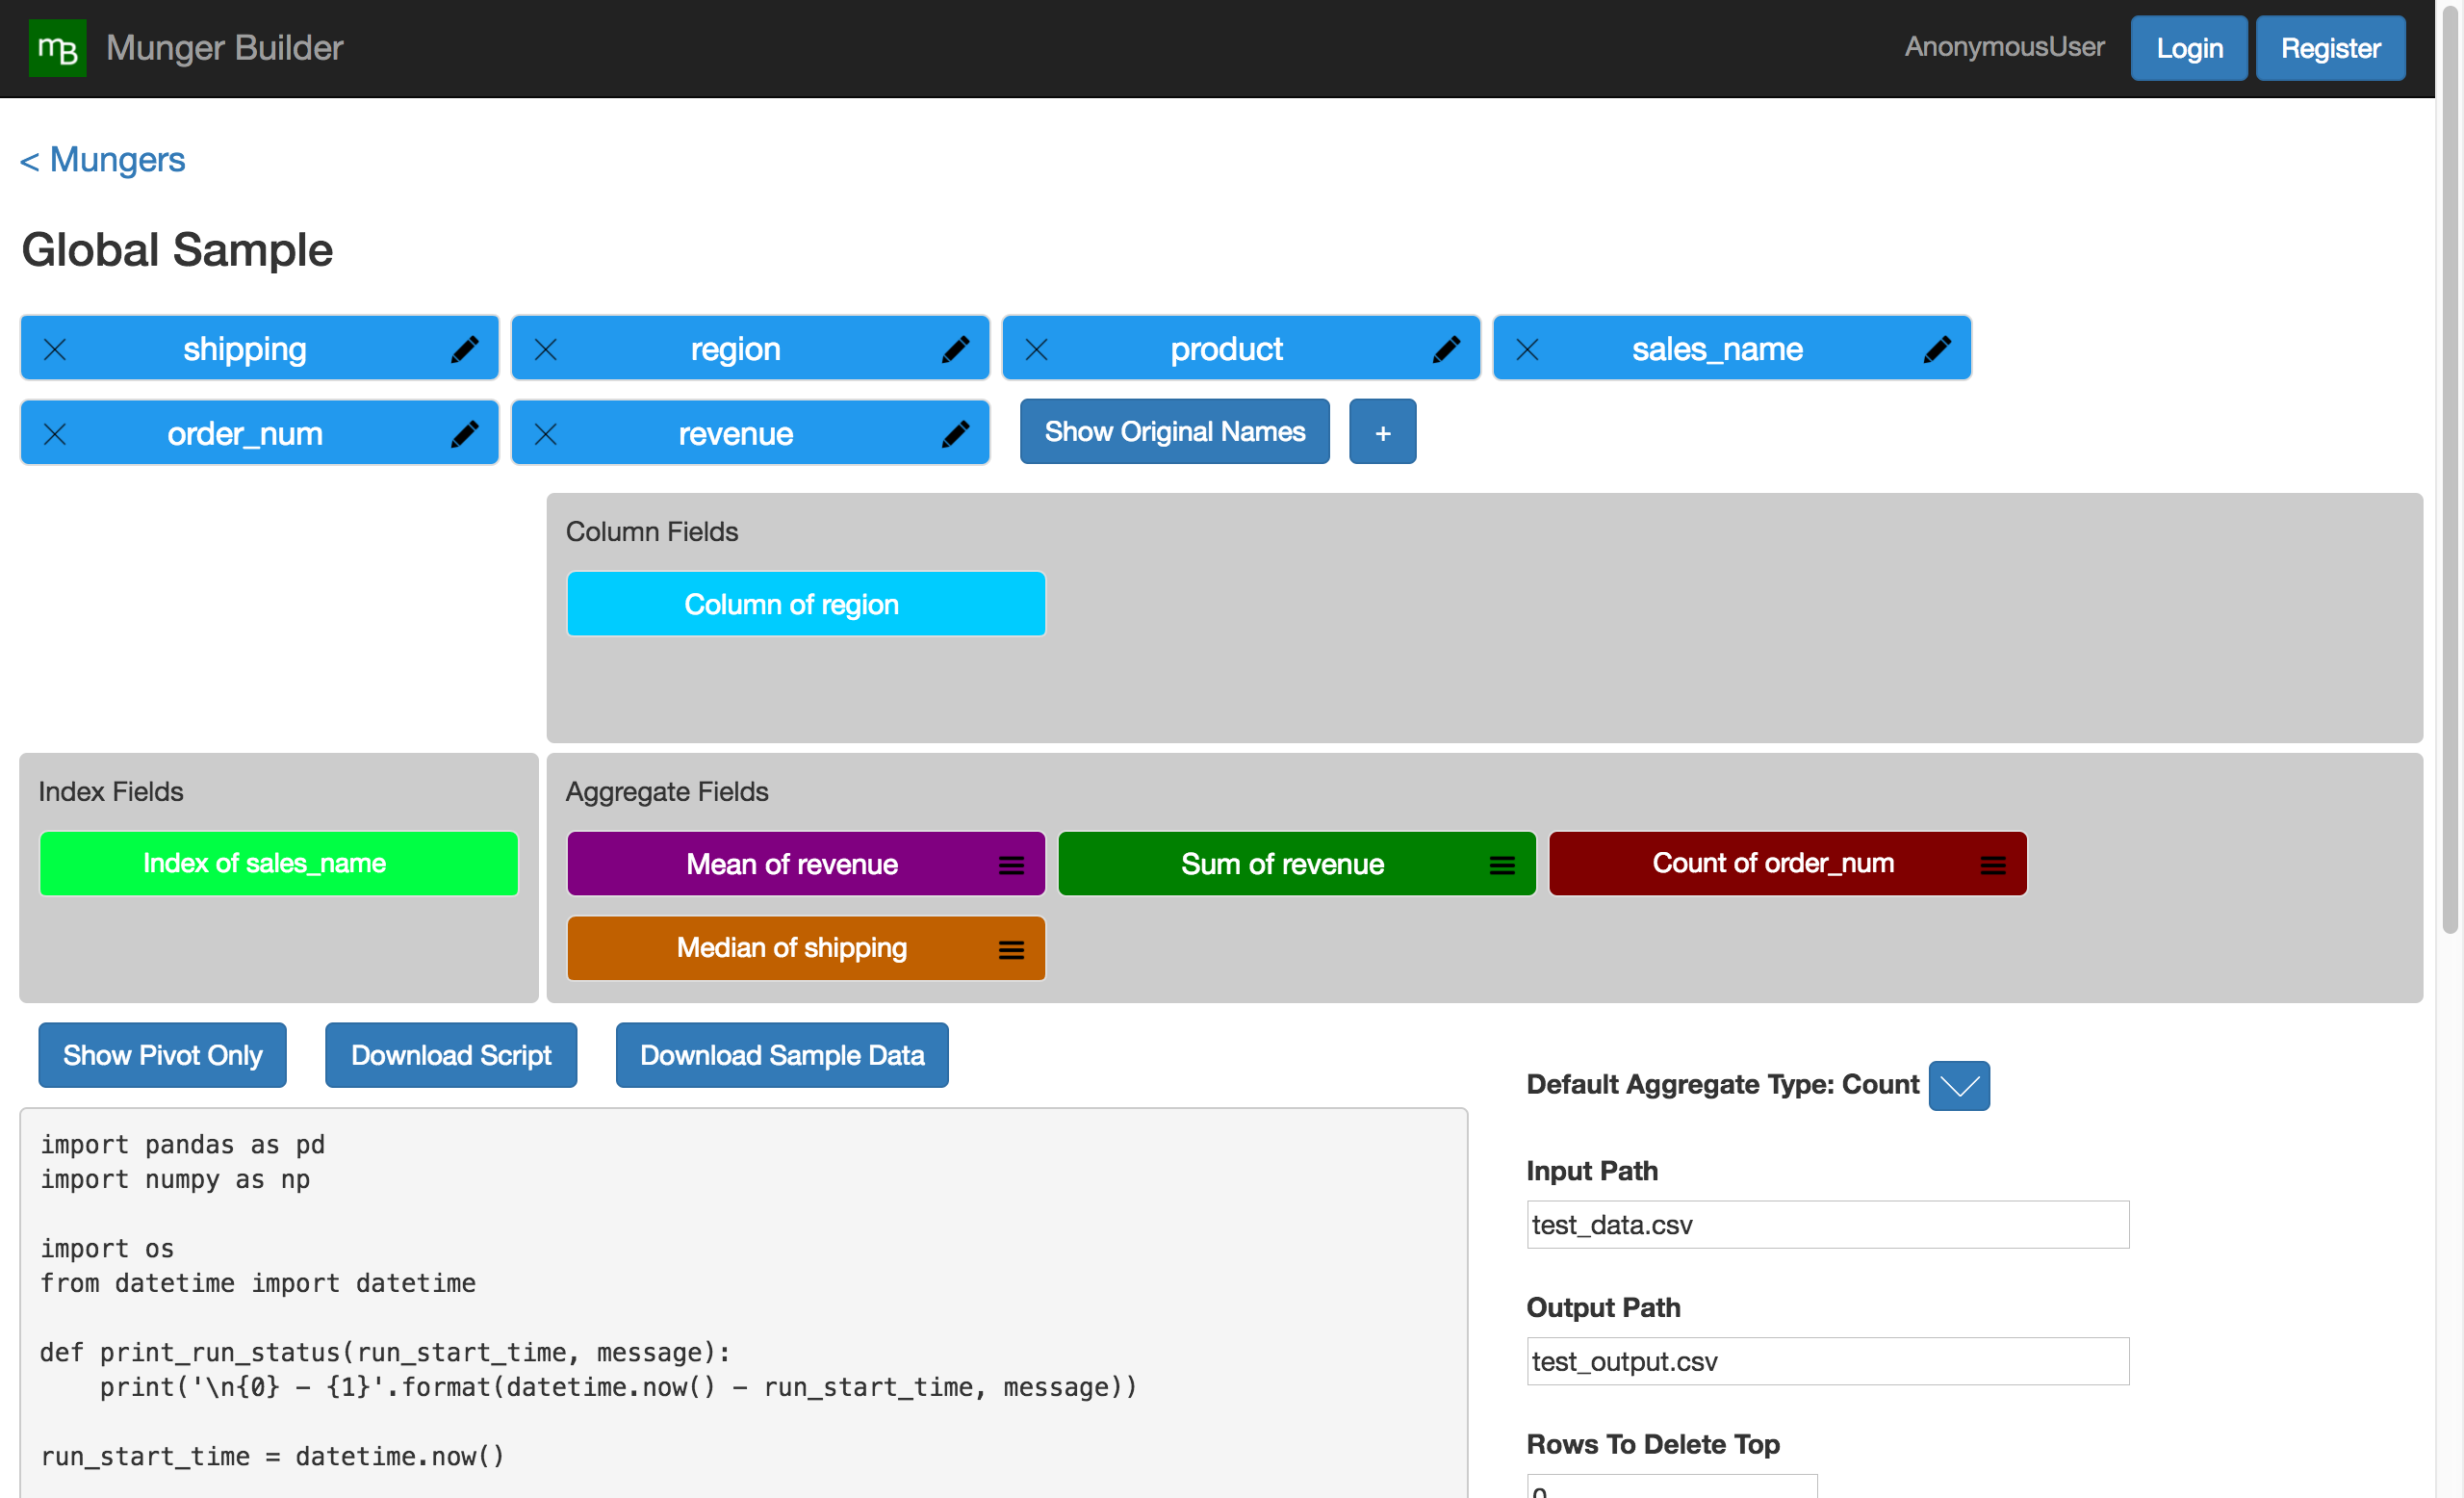 mB Munger Builder AnonymousUser Login Register
< Mungers
Global Sample
shipping region product sales_name
order_num revenue Show Original Names +
Column Fields
Column of region
Index Fields Aggregate Fields
Index of sales_name Mean of revenue Sum of revenue Count of order_num
Median of shipping
Show Pivot Only Download Script Download Sample Data
Default Aggregate Type: Count
import pandas as pd
import numpy as np
import os
from datetime import datetime
def print_run_status(run_start_time, message):
    print('\n{0} - {1}'.format(datetime.now() - run_start_time, message))
run_start_time = datetime.now()
Input Path
test_data.csv
Output Path
test_output.csv
Rows To Delete Top
0